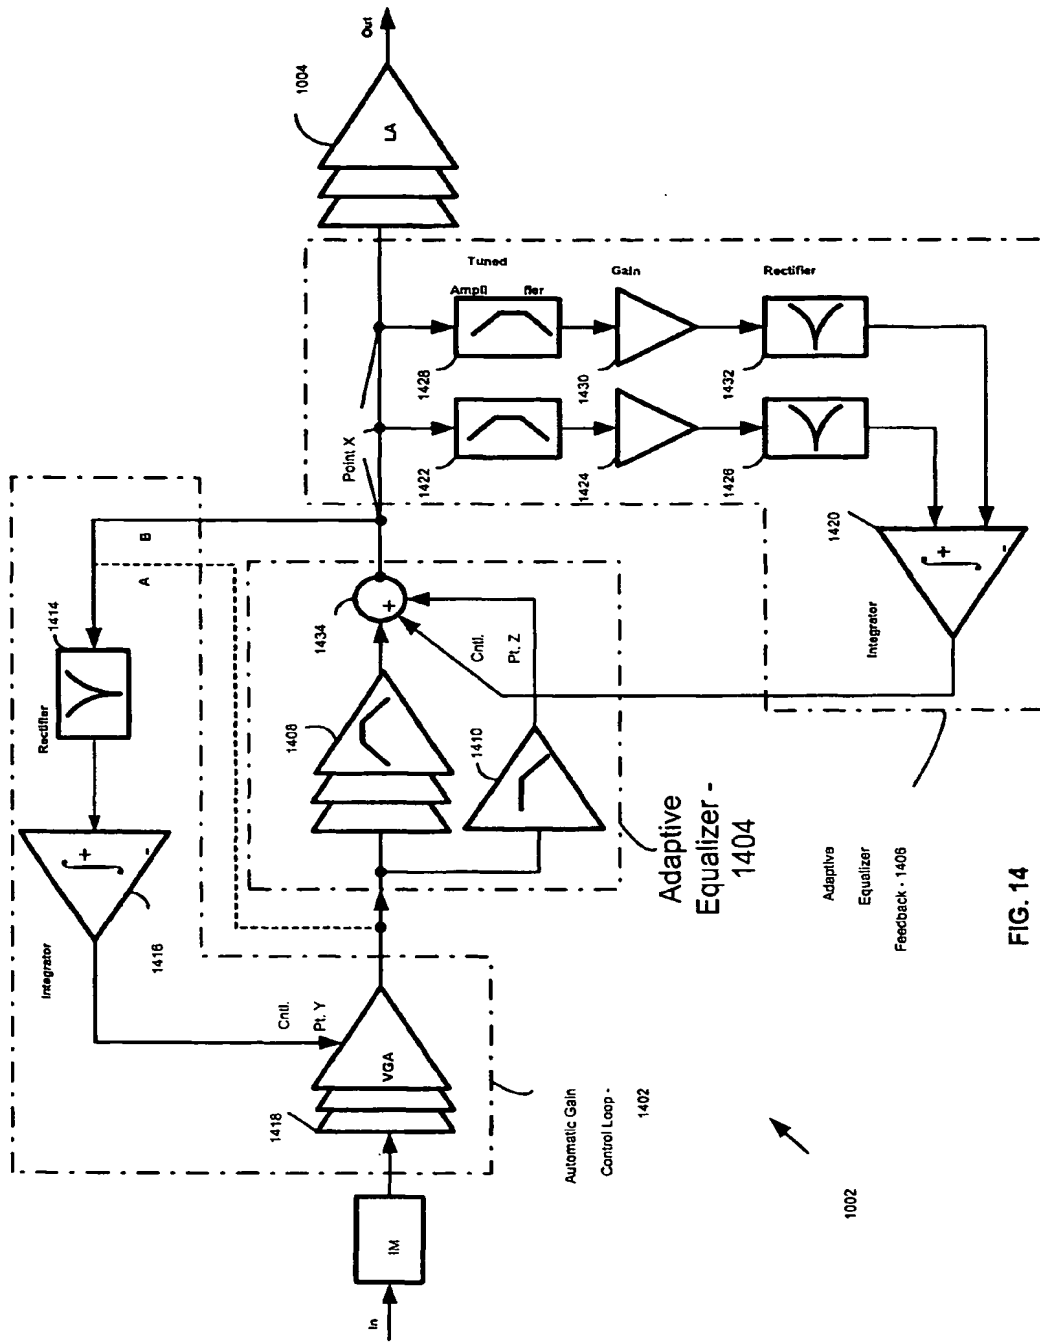 Out
1004
LA
Tuned
Ampli fier
Gain
Rectifier
1428
1430
1432
1422
1424
1426
Point X
B
A
1414
Rectifier
1434
+
Cntl.
Pt. Z
1420
+
-
Integrator
1408
1410
+
-
Integrator
1416
Adaptive
Equalizer -
1404
Adaptive
Equalizer
Feedback - 1406
Cntl.
Pt. Y
VGA
1418
Automatic Gain
Control Loop -
1402
IM
In
1002
FIG. 14